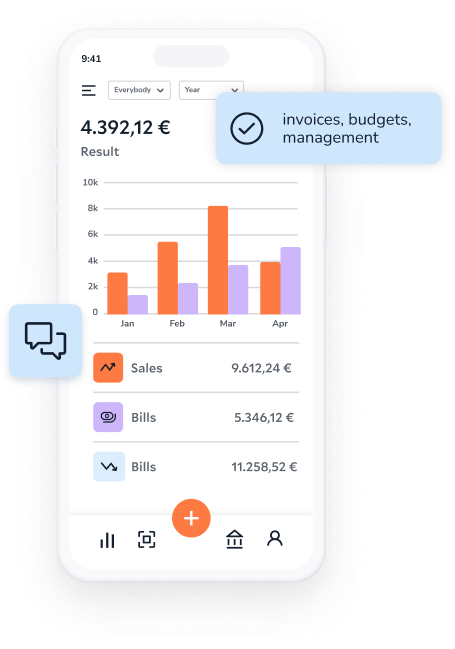 9:41
Everybody
Year
invoices, budgets,
management
4.392,12 €
Result
10k
8k
6k
4k
2k
0
Jan Feb Mar Apr
Sales 9.612,24 €
Bills 5.346,12 €
Bills 11.258,52 €